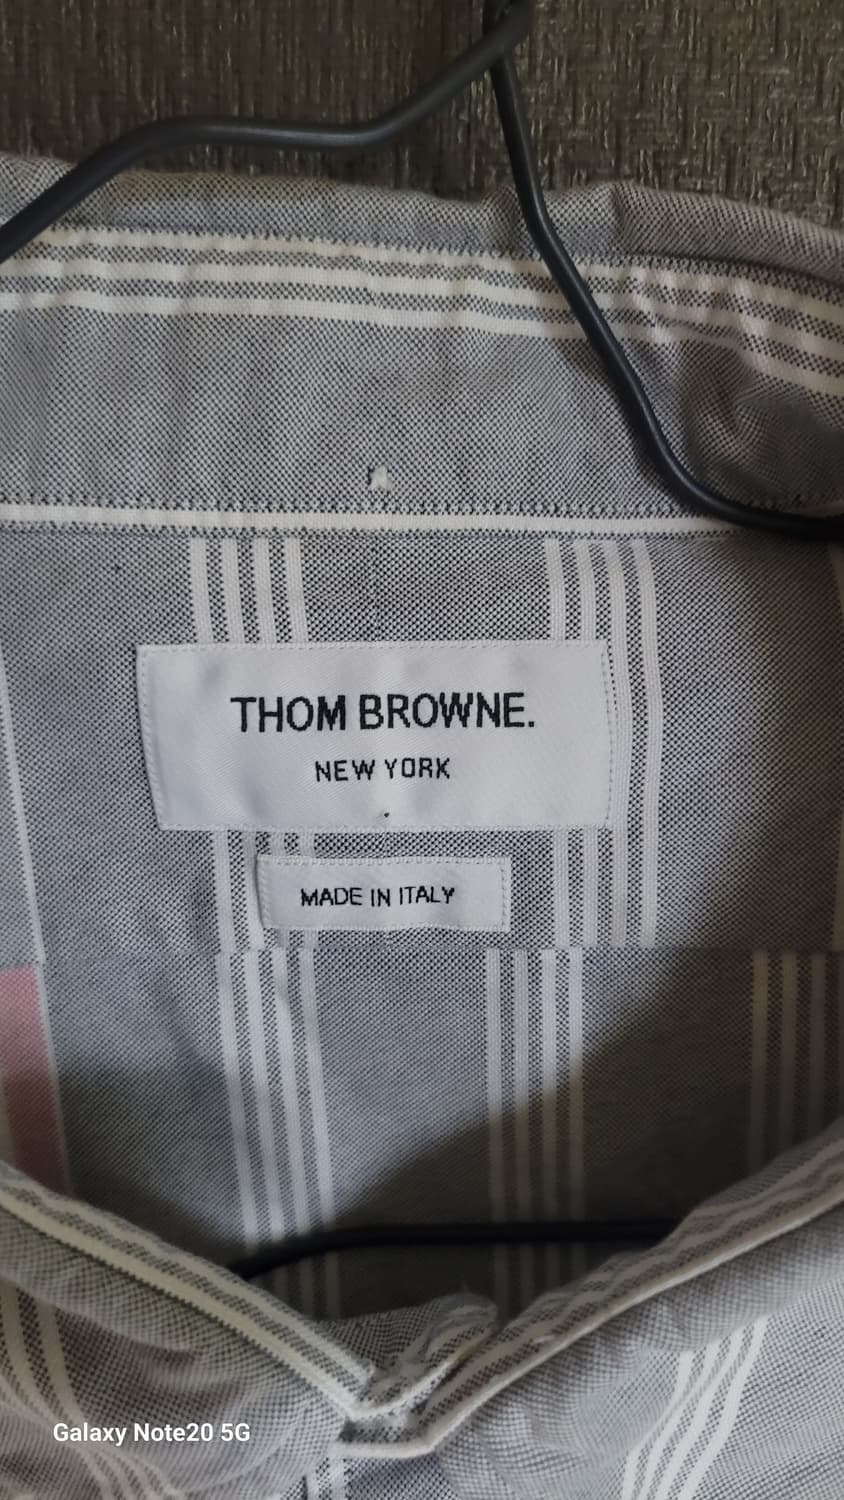 THOM BROWNE.
NEW YORK
MADE IN ITALY
Galaxy Note20 5G